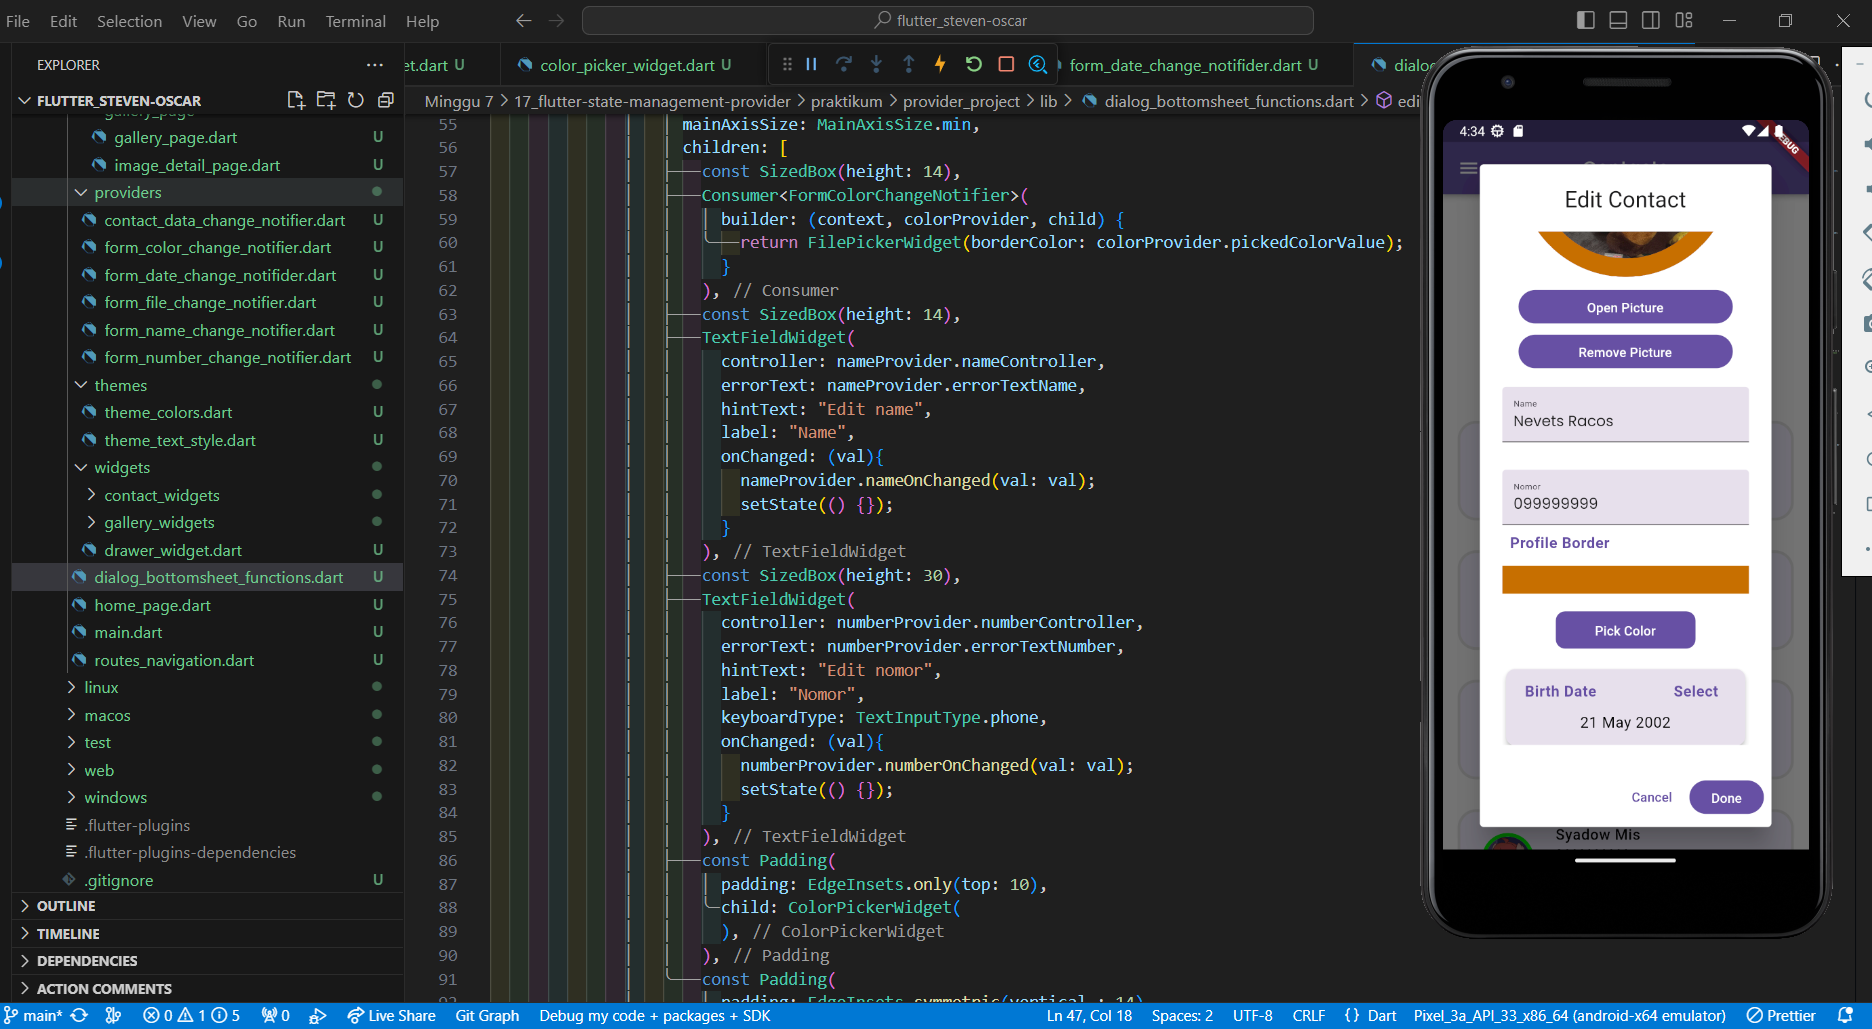 File Edit Selection View Go Run Terminal Help
flutter_steven-oscar
EXPLORER
et.dart U
color_picker_widget.dart U
form_date_change_notifider.dart U
dialo
FLUTTER_STEVEN-OSCAR
Minggu 7 > 17_flutter-state-management-provider > praktikum > provider_project > lib > dialog_bottomsheet_functions.dart > edi
gallery_page
gallery_page.dart U
image_detail_page.dart U
providers
contact_data_change_notifier.dart U
form_color_change_notifier.dart U
form_date_change_notifider.dart U
form_file_change_notifier.dart U
form_name_change_notifier.dart U
form_number_change_notifier.dart U
themes
theme_colors.dart U
theme_text_style.dart U
widgets
contact_widgets
gallery_widgets
drawer_widget.dart U
dialog_bottomsheet_functions.dart U
home_page.dart U
main.dart U
routes_navigation.dart U
linux
macos
test
web
windows
.flutter-plugins
.flutter-plugins-dependencies
.gitignore U
OUTLINE
TIMELINE
DEPENDENCIES
ACTION COMMENTS
55 mainAxisSize: MainAxisSize.min,
56 children: [
57 const SizedBox(height: 14),
58 Consumer<FormColorChangeNotifier>(
59 builder: (context, colorProvider, child) {
60 return FilePickerWidget(borderColor: colorProvider.pickedColorValue);
61 }
62 ), // Consumer
63 const SizedBox(height: 14),
64 TextFieldWidget(
65 controller: nameProvider.nameController,
66 errorText: nameProvider.errorTextName,
67 hintText: "Edit name",
68 label: "Name",
69 onChanged: (val){
70 nameProvider.nameOnChanged(val: val);
71 setState(() {});
72 }
73 ), // TextFieldWidget
74 const SizedBox(height: 30),
75 TextFieldWidget(
76 controller: numberProvider.numberController,
77 errorText: numberProvider.errorTextNumber,
78 hintText: "Edit nomor",
79 label: "Nomor",
80 keyboardType: TextInputType.phone,
81 onChanged: (val){
82 numberProvider.numberOnChanged(val: val);
83 setState(() {});
84 }
85 ), // TextFieldWidget
86 const Padding(
87 padding: EdgeInsets.only(top: 10),
88 child: ColorPickerWidget(
89 ), // ColorPickerWidget
90 ), // Padding
91 const Padding(
92 padding: EdgeInsets.symmetric(vertical : 14)
4:34
Edit Contact
Open Picture
Remove Picture
Name
Nevets Racos
Nomor
099999999
Profile Border
Pick Color
Birth Date Select
21 May 2002
Cancel Done
Syadow Mis
main* 0 1 5 0 Live Share Git Graph Debug my code + packages + SDK Ln 47, Col 18 Spaces: 2 UTF-8 CRLF {} Dart Pixel_3a_API_33_x86_64 (android-x64 emulator) Prettier